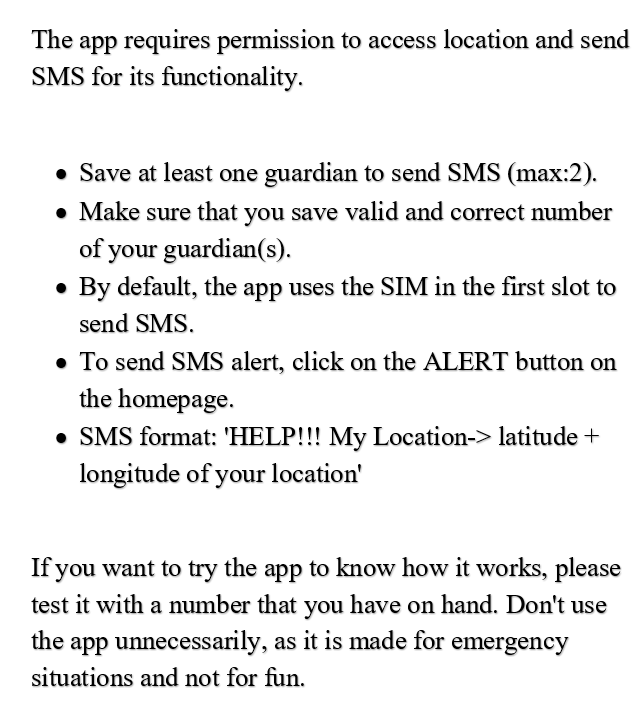 The app requires permission to access location and send
SMS for its functionality.
• Save at least one guardian to send SMS (max:2).
• Make sure that you save valid and correct number
of your guardian(s).
• By default, the app uses the SIM in the first slot to
send SMS.
• To send SMS alert, click on the ALERT button on
the homepage.
• SMS format: 'HELP!!! My Location-> latitude +
longitude of your location'
If you want to try the app to know how it works, please
test it with a number that you have on hand. Don't use
the app unnecessarily, as it is made for emergency
situations and not for fun.